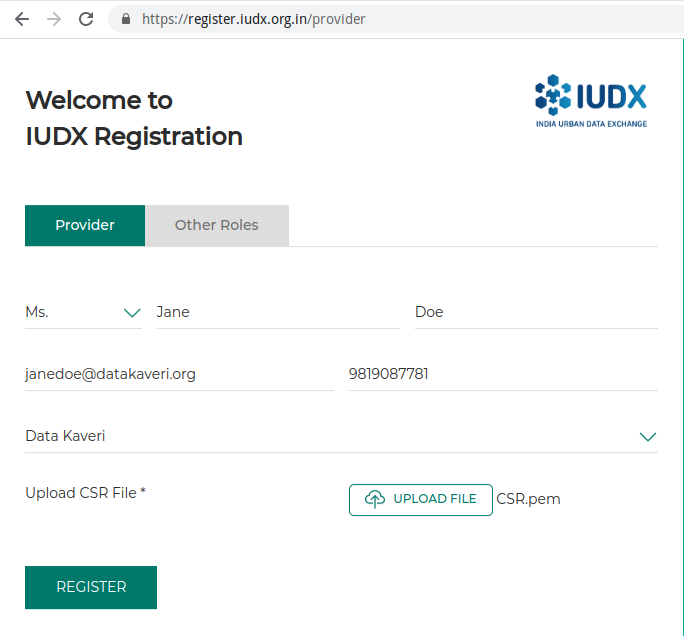 https://register.iudx.org.in/provider
Welcome to
IUDX Registration
IUDX
INDIA URBAN DATA EXCHANGE
Provider Other Roles
Ms. Jane Doe
janedoe@datakaveri.org 9819087781
Data Kaveri
Upload CSR File * UPLOAD FILE CSR.pem
REGISTER